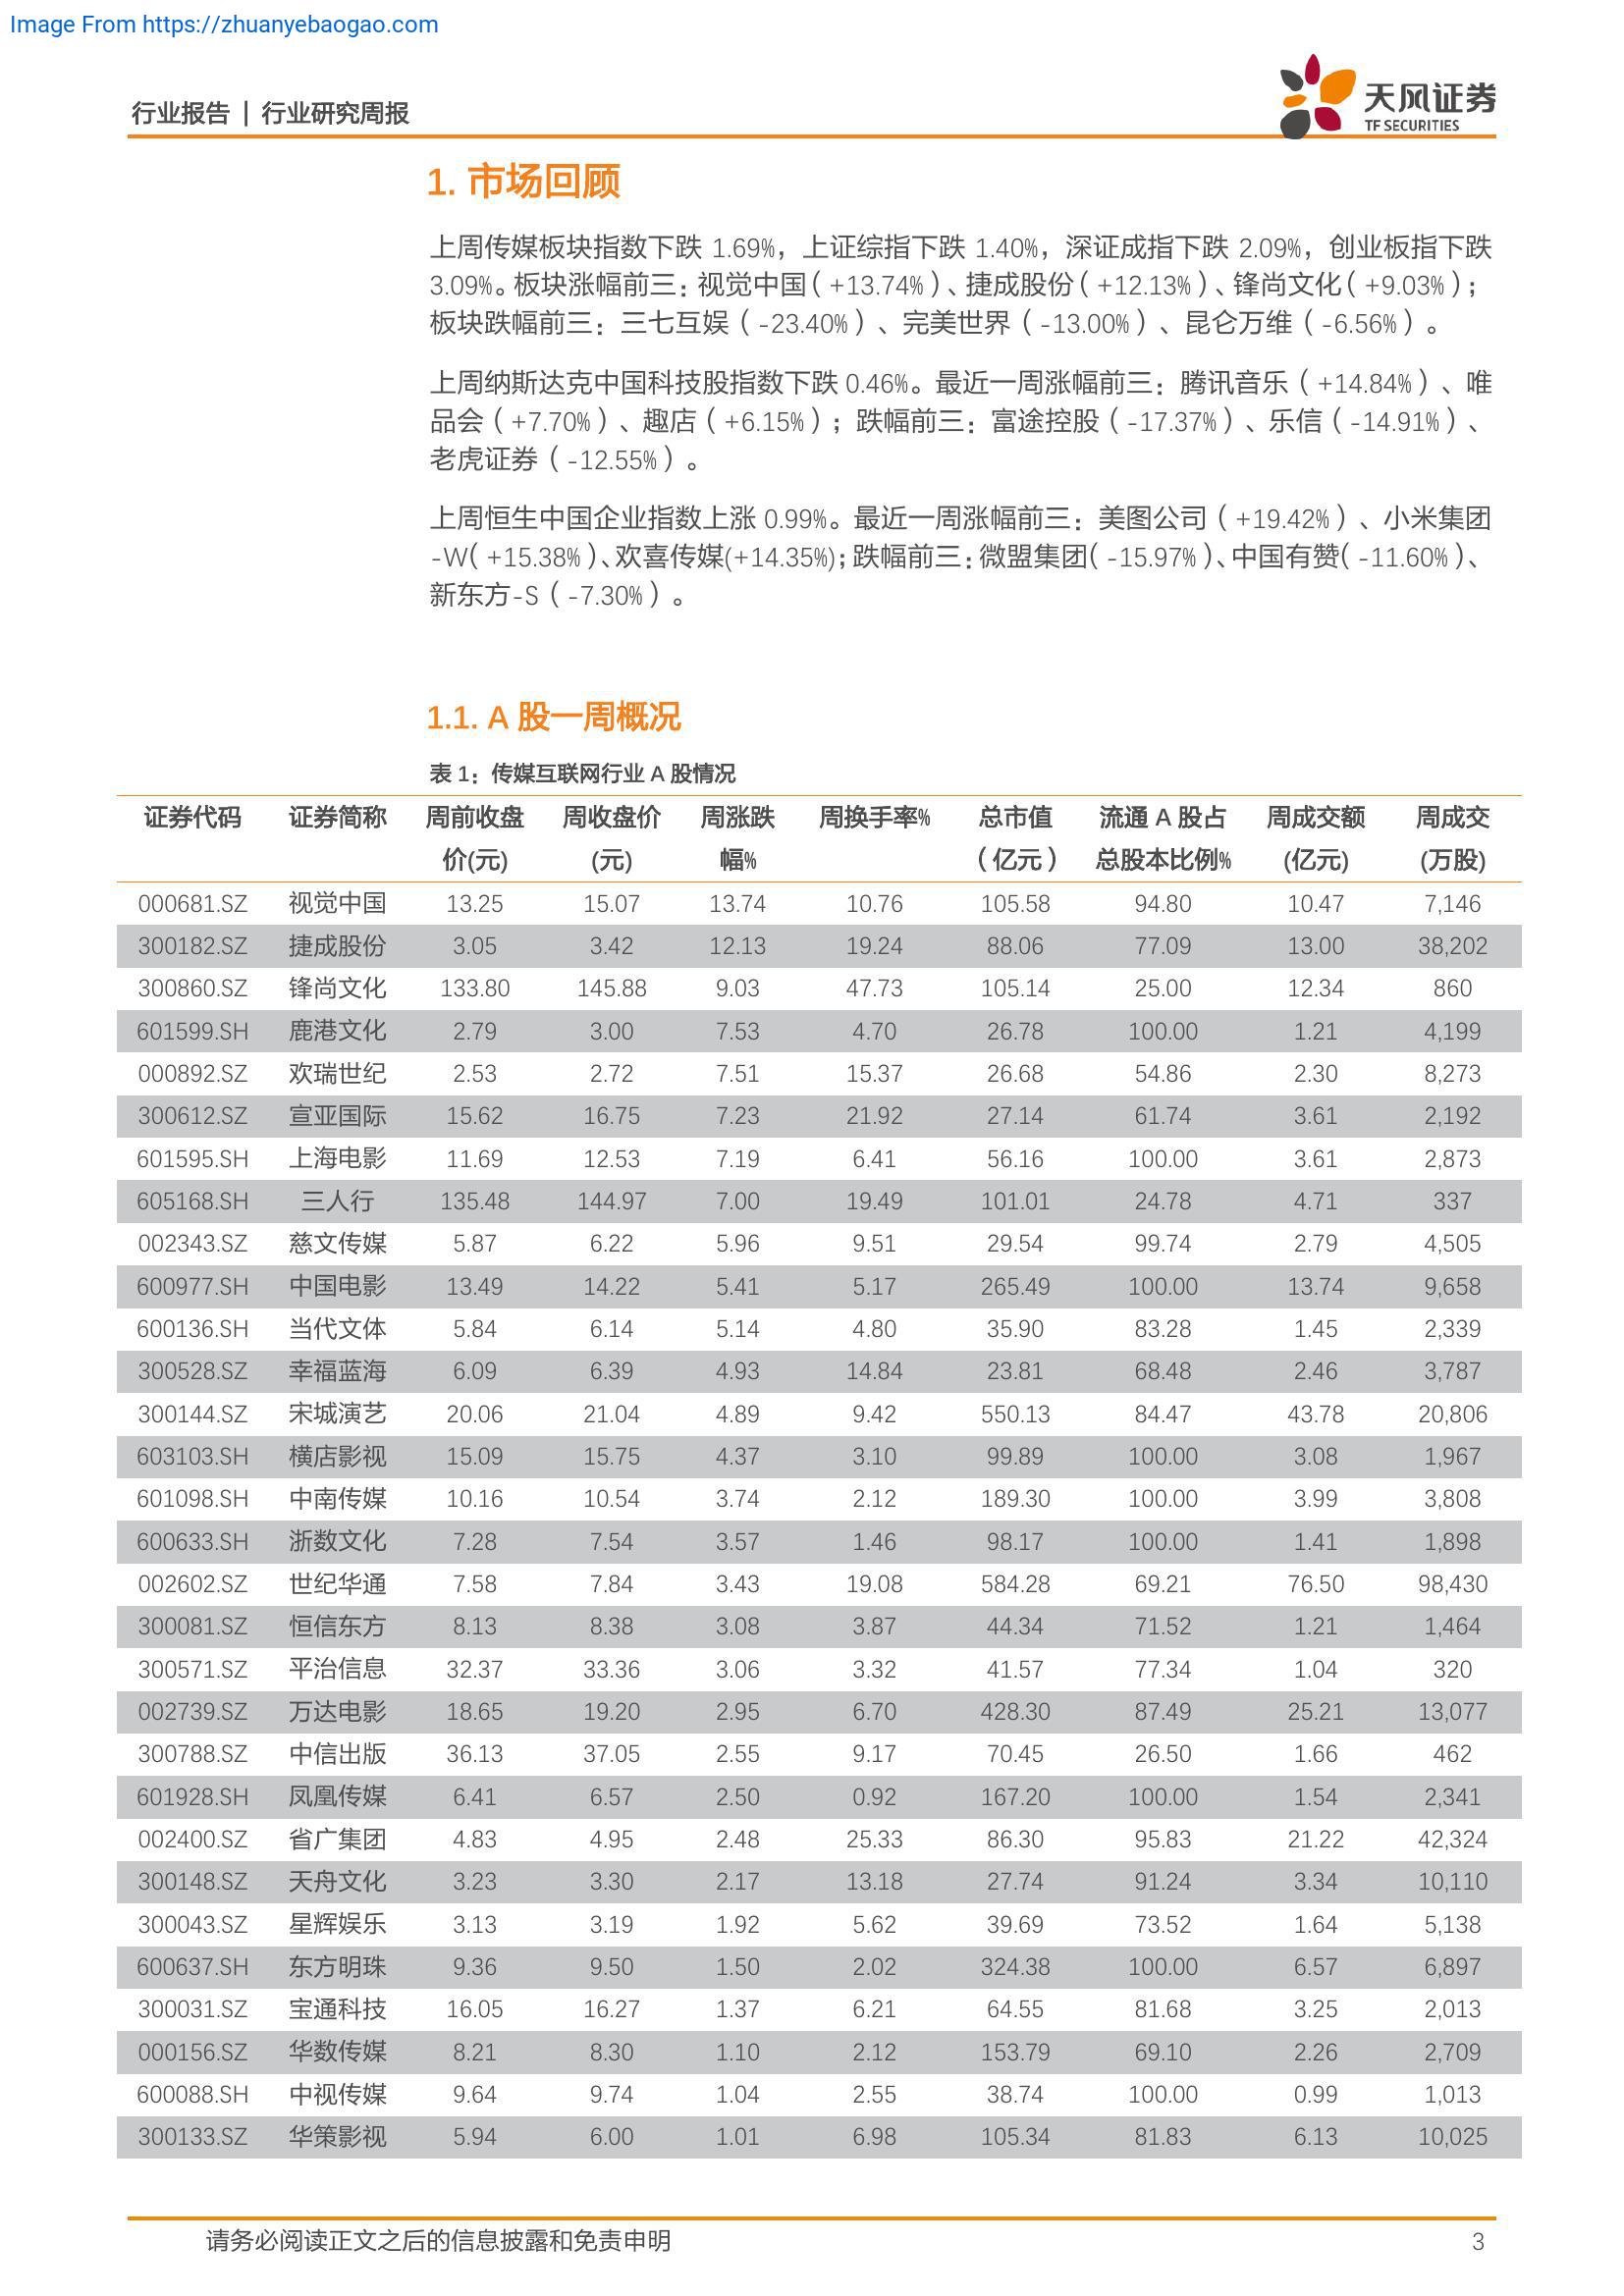 Image From https://zhuanyebaogao.com
行业报告 | 行业研究周报
天风证券
TF SECURITIES
1. 市场回顾
上周传媒板块指数下跌 1.69%，上证综指下跌 1.40%，深证成指下跌 2.09%，创业板指下跌
3.09%。板块涨幅前三：视觉中国（+13.74%）、捷成股份（+12.13%）、锋尚文化（+9.03%）；
板块跌幅前三：三七互娱（-23.40%）、完美世界（-13.00%）、昆仑万维（-6.56%）。
上周纳斯达克中国科技股指数下跌 0.46%。最近一周涨幅前三：腾讯音乐（+14.84%）、唯
品会（+7.70%）、趣店（+6.15%）；跌幅前三：富途控股（-17.37%）、乐信（-14.91%）、
老虎证券（-12.55%）。
上周恒生中国企业指数上涨 0.99%。最近一周涨幅前三：美图公司（+19.42%）、小米集团
-W（+15.38%）、欢喜传媒(+14.35%)；跌幅前三：微盟集团（-15.97%）、中国有赞（-11.60%）、
新东方-S（-7.30%）。
1.1. A 股一周概况
表 1：传媒互联网行业 A 股情况
证券代码 证券简称 周前收盘 周收盘价 周涨跌 周换手率% 总市值 流通 A 股占 周成交额 周成交
价(元) (元) 幅% （亿元） 总股本比例% (亿元) (万股)
000681.SZ 视觉中国 13.25 15.07 13.74 10.76 105.58 94.80 10.47 7,146
300182.SZ 捷成股份 3.05 3.42 12.13 19.24 88.06 77.09 13.00 38,202
300860.SZ 锋尚文化 133.80 145.88 9.03 47.73 105.14 25.00 12.34 860
601599.SH 鹿港文化 2.79 3.00 7.53 4.70 26.78 100.00 1.21 4,199
000892.SZ 欢瑞世纪 2.53 2.72 7.51 15.37 26.68 54.86 2.30 8,273
300612.SZ 宣亚国际 15.62 16.75 7.23 21.92 27.14 61.74 3.61 2,192
601595.SH 上海电影 11.69 12.53 7.19 6.41 56.16 100.00 3.61 2,873
605168.SH 三人行 135.48 144.97 7.00 19.49 101.01 24.78 4.71 337
002343.SZ 慈文传媒 5.87 6.22 5.96 9.51 29.54 99.74 2.79 4,505
600977.SH 中国电影 13.49 14.22 5.41 5.17 265.49 100.00 13.74 9,658
600136.SH 当代文体 5.84 6.14 5.14 4.80 35.90 83.28 1.45 2,339
300528.SZ 幸福蓝海 6.09 6.39 4.93 14.84 23.81 68.48 2.46 3,787
300144.SZ 宋城演艺 20.06 21.04 4.89 9.42 550.13 84.47 43.78 20,806
603103.SH 横店影视 15.09 15.75 4.37 3.10 99.89 100.00 3.08 1,967
601098.SH 中南传媒 10.16 10.54 3.74 2.12 189.30 100.00 3.99 3,808
600633.SH 浙数文化 7.28 7.54 3.57 1.46 98.17 100.00 1.41 1,898
002602.SZ 世纪华通 7.58 7.84 3.43 19.08 584.28 69.21 76.50 98,430
300081.SZ 恒信东方 8.13 8.38 3.08 3.87 44.34 71.52 1.21 1,464
300571.SZ 平治信息 32.37 33.36 3.06 3.32 41.57 77.34 1.04 320
002739.SZ 万达电影 18.65 19.20 2.95 6.70 428.30 87.49 25.21 13,077
300788.SZ 中信出版 36.13 37.05 2.55 9.17 70.45 26.50 1.66 462
601928.SH 凤凰传媒 6.41 6.57 2.50 0.92 167.20 100.00 1.54 2,341
002400.SZ 省广集团 4.83 4.95 2.48 25.33 86.30 95.83 21.22 42,324
300148.SZ 天舟文化 3.23 3.30 2.17 13.18 27.74 91.24 3.34 10,110
300043.SZ 星辉娱乐 3.13 3.19 1.92 5.62 39.69 73.52 1.64 5,138
600637.SH 东方明珠 9.36 9.50 1.50 2.02 324.38 100.00 6.57 6,897
300031.SZ 宝通科技 16.05 16.27 1.37 6.21 64.55 81.68 3.25 2,013
000156.SZ 华数传媒 8.21 8.30 1.10 2.12 153.79 69.10 2.26 2,709
600088.SH 中视传媒 9.64 9.74 1.04 2.55 38.74 100.00 0.99 1,013
300133.SZ 华策影视 5.94 6.00 1.01 6.98 105.34 81.83 6.13 10,025
请务必阅读正文之后的信息披露和免责申明 3